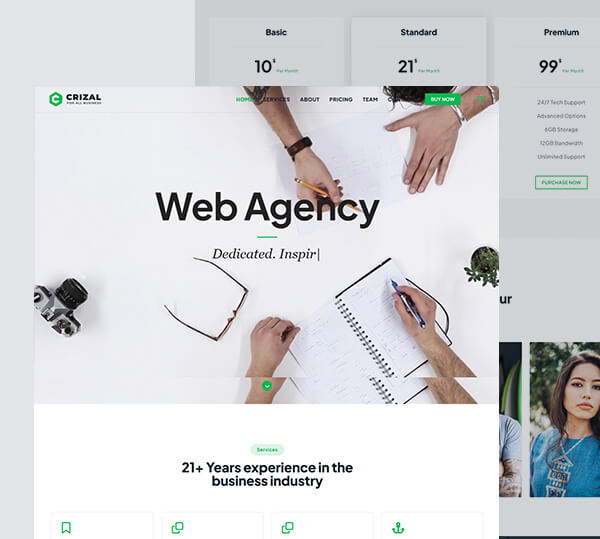 Basic
Standard
Premium
10$ Per Month
21$ Per Month
99$ Per Month
24/7 Tech Support
Advanced Options
6GB Storage
12GB Bandwidth
Unlimited Support
PURCHASE NOW
CRIZAL
FOR ALL BUSINESS
HOME SERVICES ABOUT PRICING TEAM
BUY NOW
Web Agency
Dedicated. Inspir|
our
Services
21+ Years experience in the
business industry